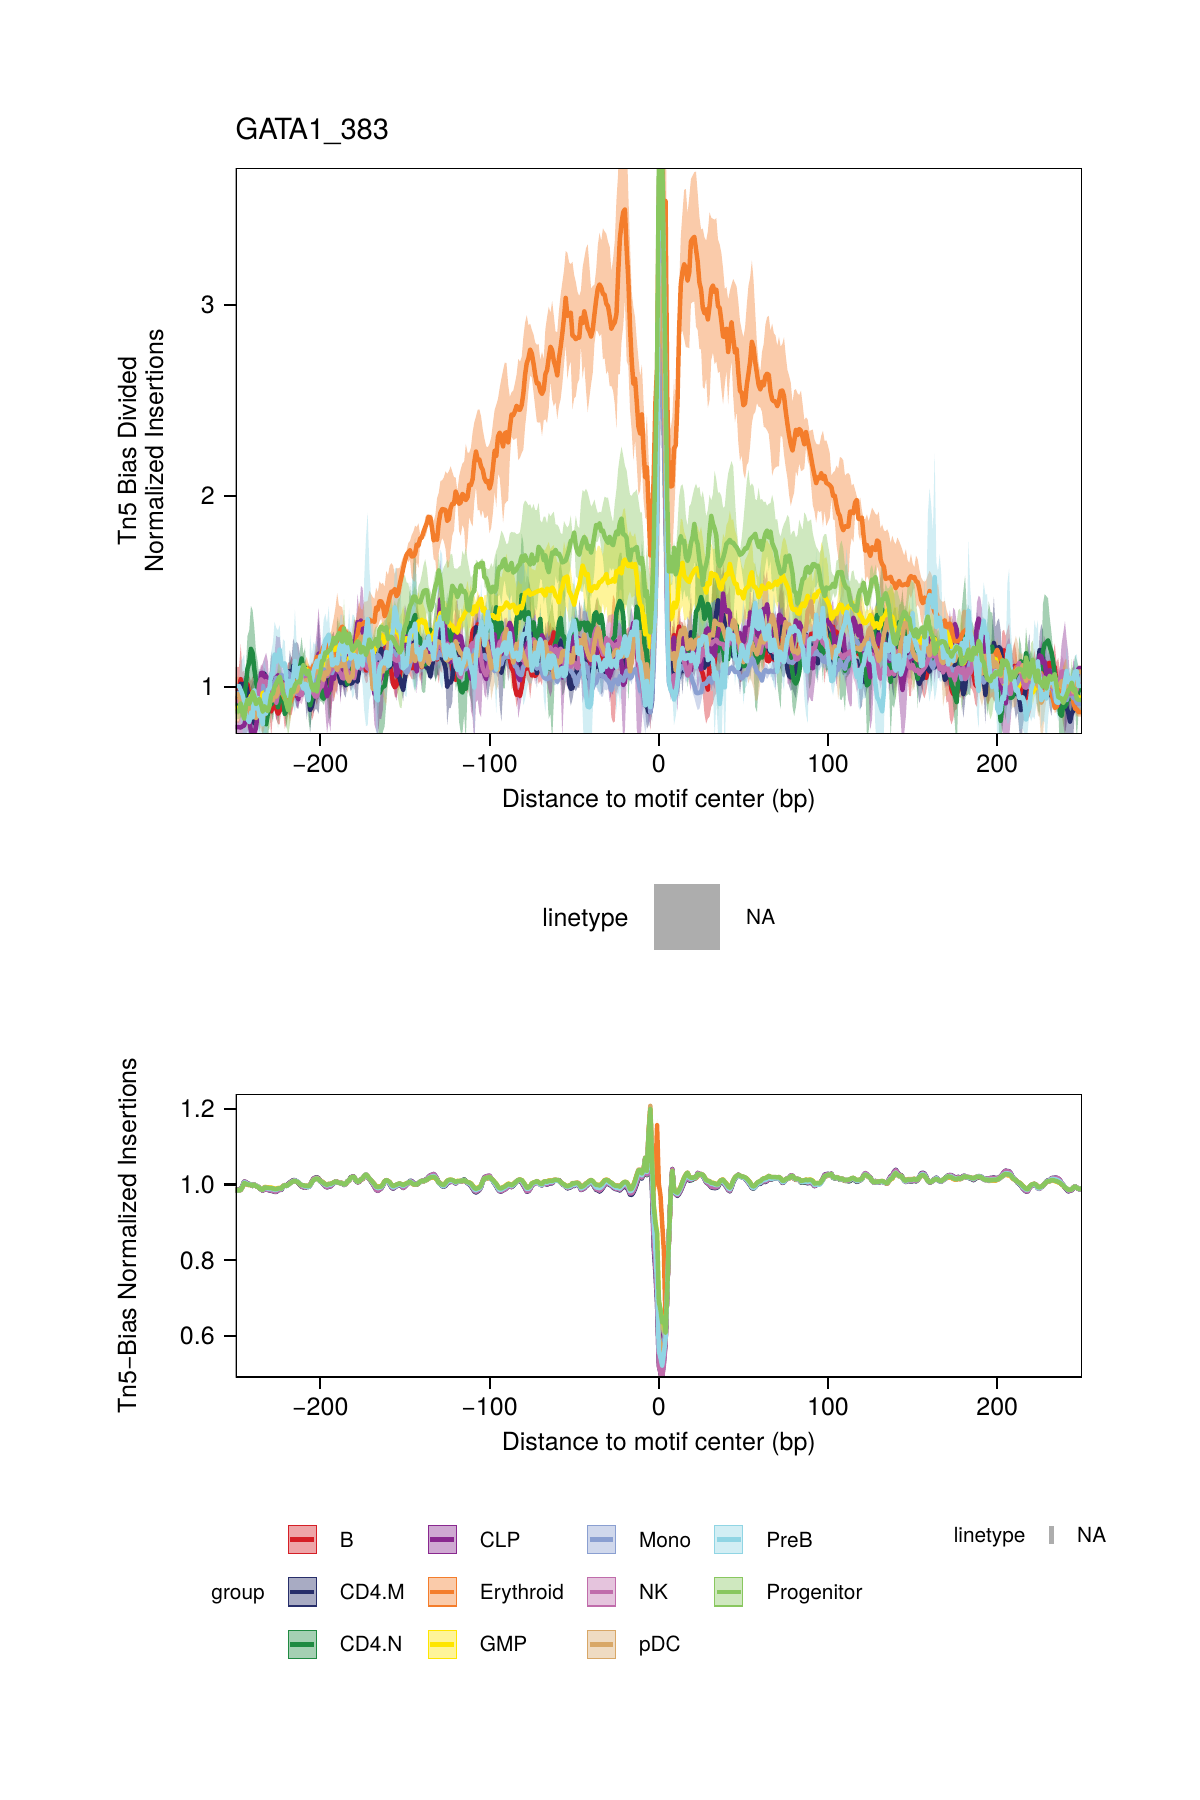 GATA1_383
Tn5 Bias Divided
Normalized Insertions
3
2
1
−200 −100 0 100 200
Distance to motif center (bp)
linetype NA
Tn5−Bias Normalized Insertions
1.2
1.0
0.8
0.6
−200 −100 0 100 200
Distance to motif center (bp)
B CLP Mono PreB linetype NA
group CD4.M Erythroid NK Progenitor
CD4.N GMP pDC